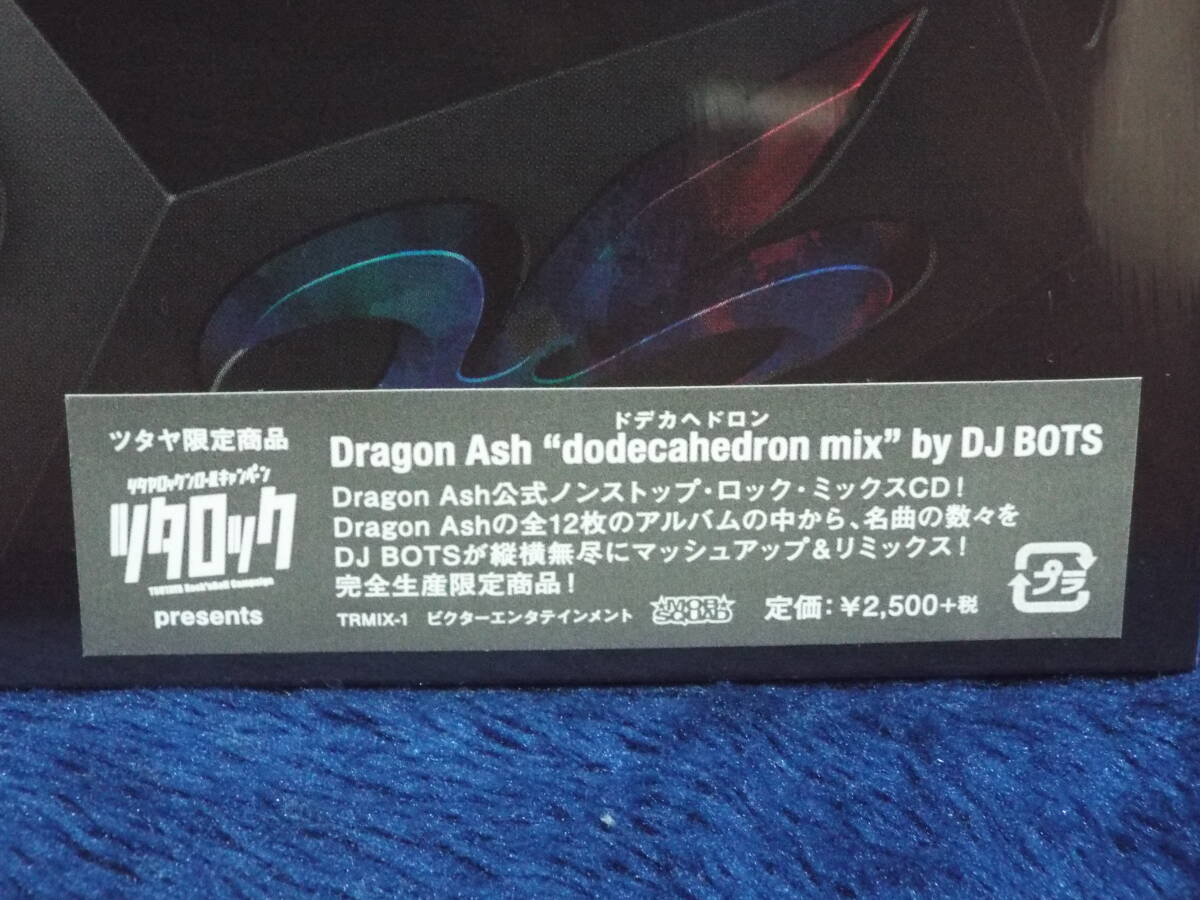 ツタヤ限定商品
ツタヤロックンロールキャンペーン
ツタロック
TSUTAYA Rock'n'Roll Campaign
presents
ドデカヘドロン
Dragon Ash “dodecahedron mix” by DJ BOTS
Dragon Ash公式ノンストップ・ロック・ミックスCD！
Dragon Ashの全12枚のアルバムの中から、名曲の数々を
DJ BOTSが縦横無尽にマッシュアップ＆リミックス！
完全生産限定商品！
TRMIX-1 ビクターエンタテインメント MOB SQUAD 定価：¥2,500+税
プラ